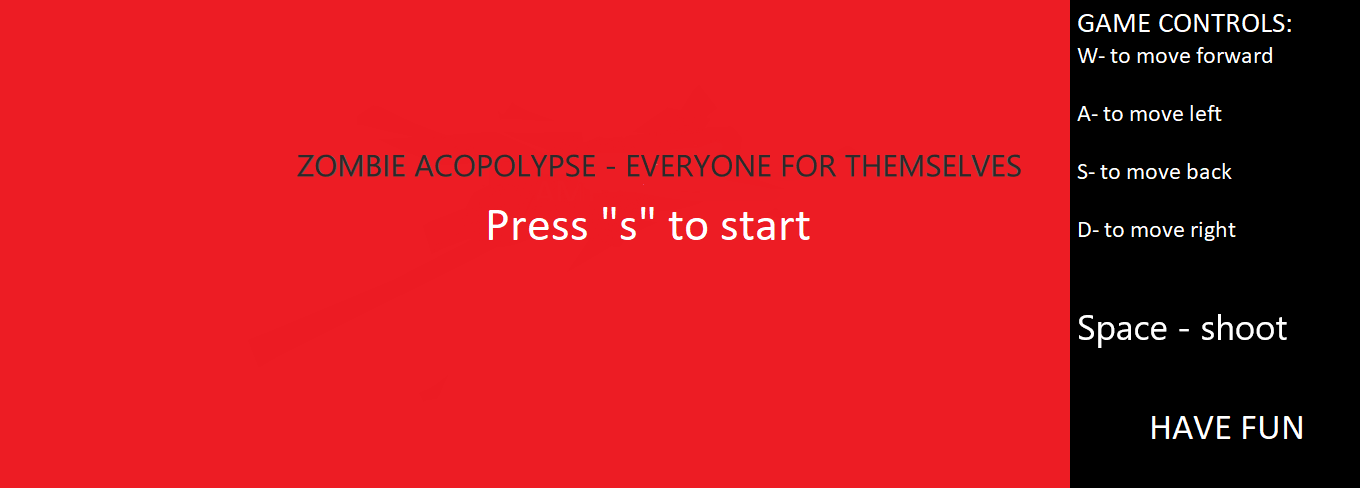 ZOMBIE ACOPOLYPSE - EVERYONE FOR THEMSELVES
Press "s" to start
GAME CONTROLS:
W- to move forward
A- to move left
S- to move back
D- to move right
Space - shoot
HAVE FUN